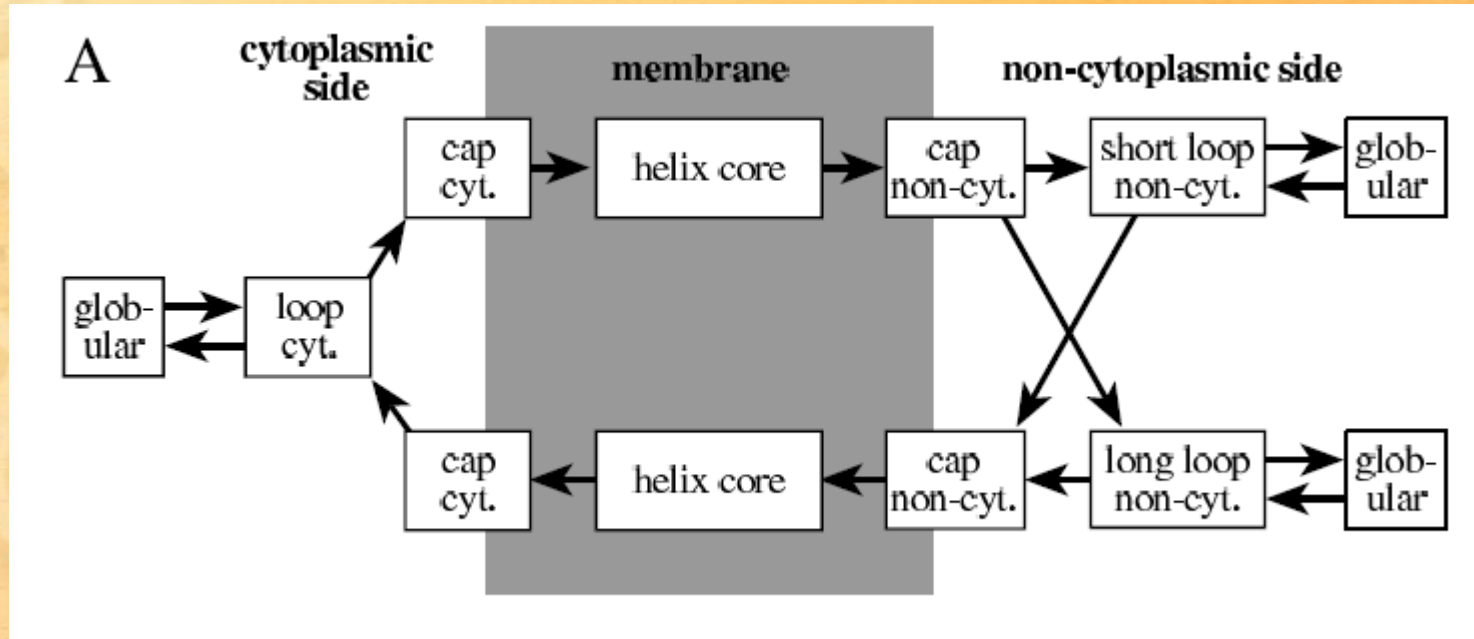 A
cytoplasmic
side
membrane
non-cytoplasmic side
cap
cyt.
helix core
cap
non-cyt.
short loop
non-cyt.
glob-
ular
glob-
ular
loop
cyt.
cap
cyt.
helix core
cap
non-cyt.
long loop
non-cyt.
glob-
ular